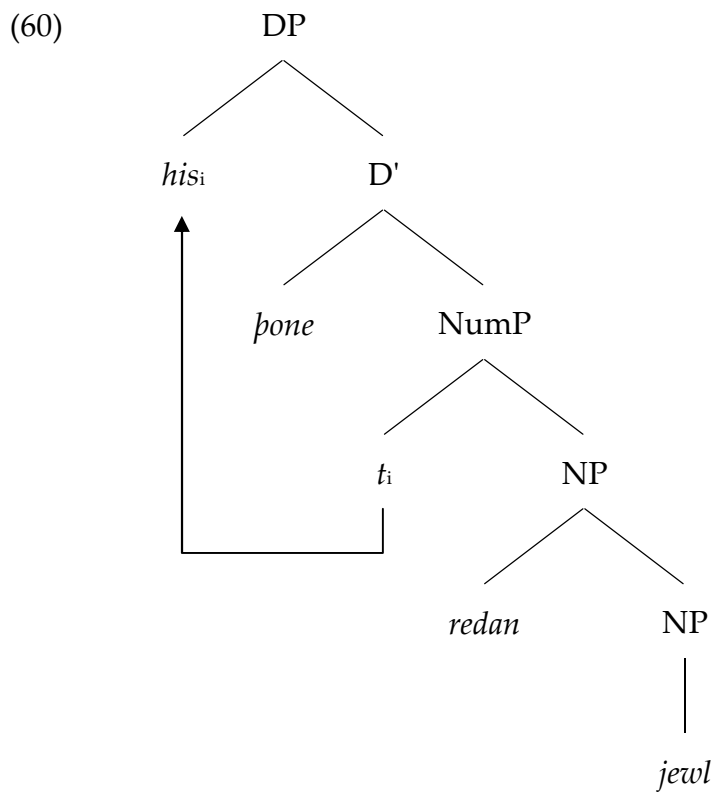 (60) DP
hisᵢ D'
þone NumP
tᵢ NP
redan NP
jewl